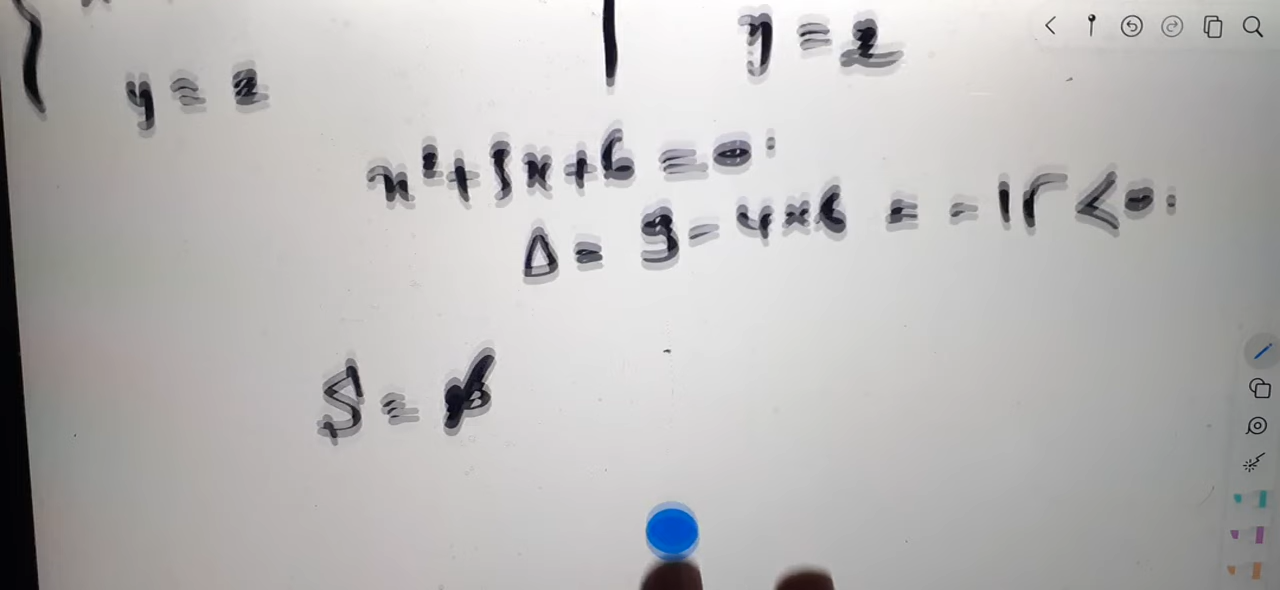 y = 2
y = 2
x² + 3x + 6 = 0.
Δ = 9 - 4×6 = -15 < 0.
S = ∅